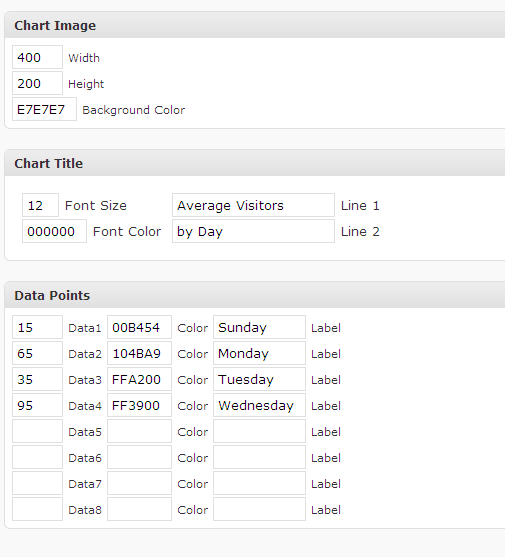 Chart Image
400 Width
200 Height
E7E7E7 Background Color
Chart Title
12 Font Size Average Visitors Line 1
000000 Font Color by Day Line 2
Data Points
15 Data1 00B454 Color Sunday Label
65 Data2 104BA9 Color Monday Label
35 Data3 FFA200 Color Tuesday Label
95 Data4 FF3900 Color Wednesday Label
Data5 Color Label
Data6 Color Label
Data7 Color Label
Data8 Color Label